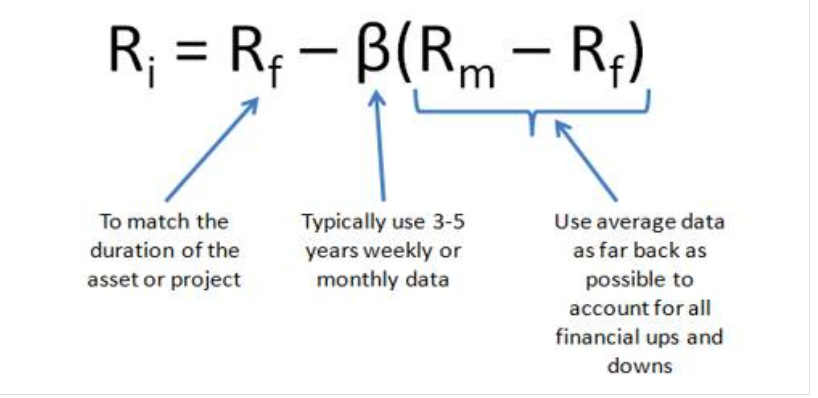 Ri = Rf − β(Rm − Rf)
To match the
duration of the
asset or project
Typically use 3-5
years weekly or
monthly data
Use average data
as far back as
possible to
account for all
financial ups and
downs